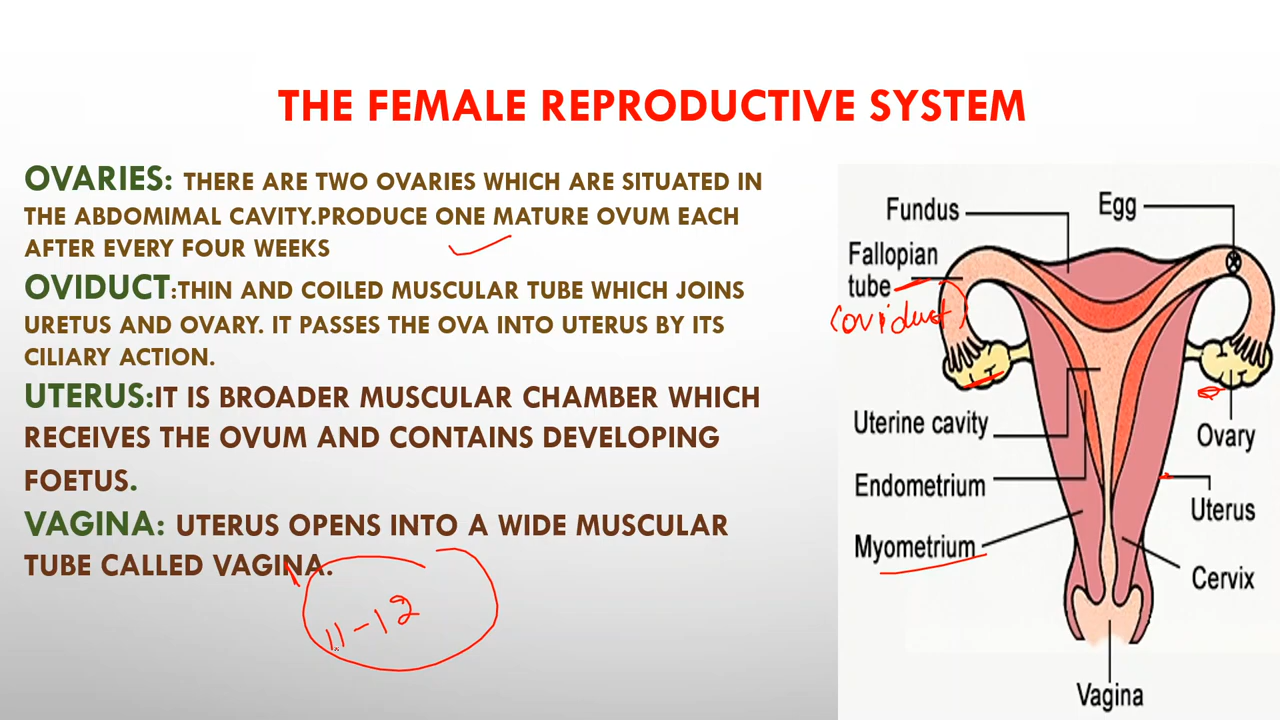 THE FEMALE REPRODUCTIVE SYSTEM
OVARIES: THERE ARE TWO OVARIES WHICH ARE SITUATED IN
THE ABDOMIMAL CAVITY.PRODUCE ONE MATURE OVUM EACH
AFTER EVERY FOUR WEEKS
OVIDUCT:THIN AND COILED MUSCULAR TUBE WHICH JOINS
URETUS AND OVARY. IT PASSES THE OVA INTO UTERUS BY ITS
CILIARY ACTION.
UTERUS:IT IS BROADER MUSCULAR CHAMBER WHICH
RECEIVES THE OVUM AND CONTAINS DEVELOPING
FOETUS.
VAGINA: UTERUS OPENS INTO A WIDE MUSCULAR
TUBE CALLED VAGINA.
11-12
Fundus
Egg
Fallopian
tube
(oviduct)
Uterine cavity
Ovary
Endometrium
Uterus
Myometrium
Cervix
Vagina